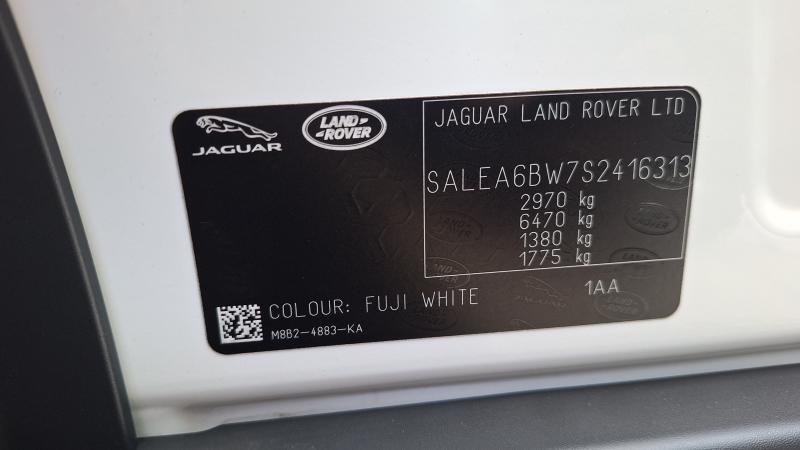 JAGUAR
LAND
ROVER
JAGUAR LAND ROVER LTD
SALEA6BW7S2416313
2970 kg
6470 kg
1380 kg
1775 kg
1AA
COLOUR: FUJI WHITE
M8B2-4883-KA